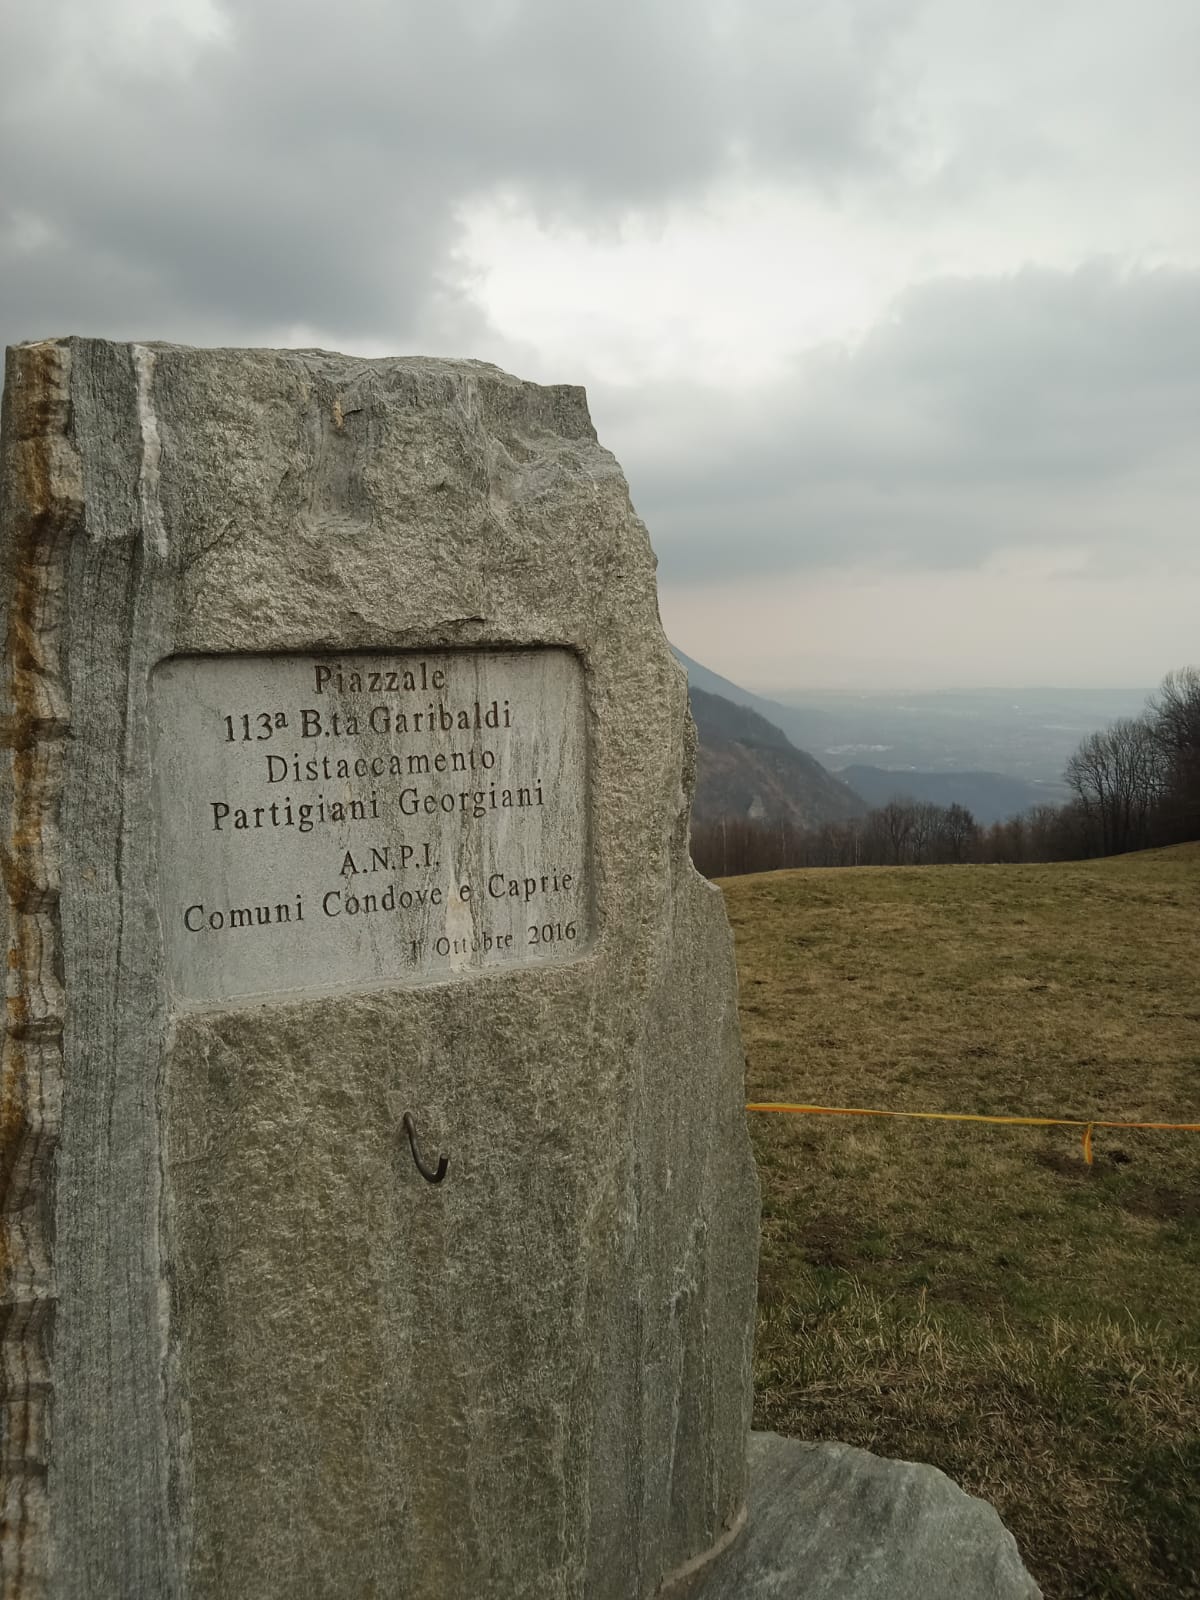 Piazzale
113ª B.ta Garibaldi
Distaccamento
Partigiani Georgiani
A.N.P.I.
Comuni Condove e Caprie
1 Ottobre 2016